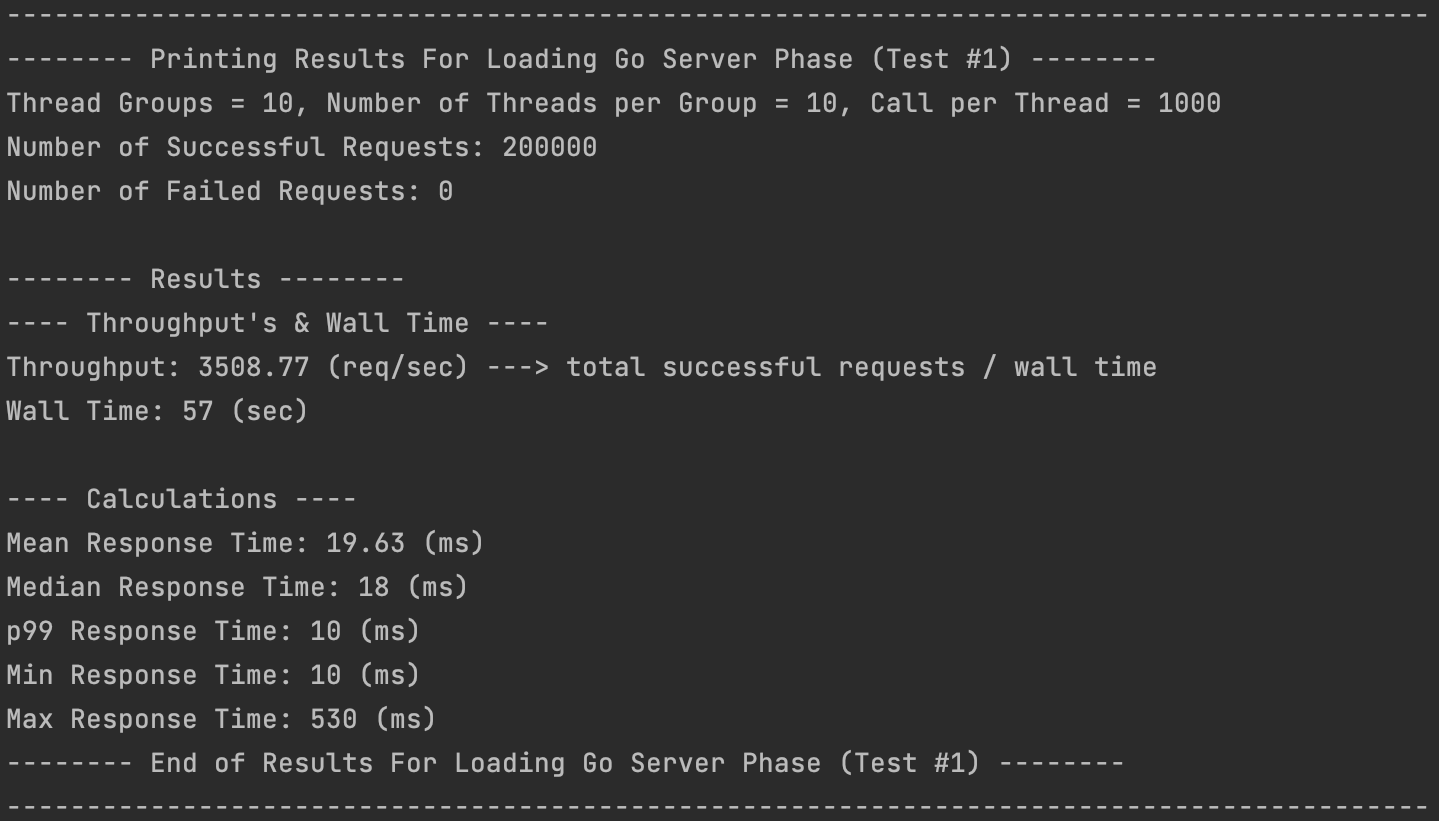 -----------------------------------------------------------------------------------------
-------- Printing Results For Loading Go Server Phase (Test #1) --------
Thread Groups = 10, Number of Threads per Group = 10, Call per Thread = 1000
Number of Successful Requests: 200000
Number of Failed Requests: 0

-------- Results --------
---- Throughput's & Wall Time ----
Throughput: 3508.77 (req/sec) ---> total successful requests / wall time
Wall Time: 57 (sec)

---- Calculations ----
Mean Response Time: 19.63 (ms)
Median Response Time: 18 (ms)
p99 Response Time: 10 (ms)
Min Response Time: 10 (ms)
Max Response Time: 530 (ms)
-------- End of Results For Loading Go Server Phase (Test #1) --------
-----------------------------------------------------------------------------------------